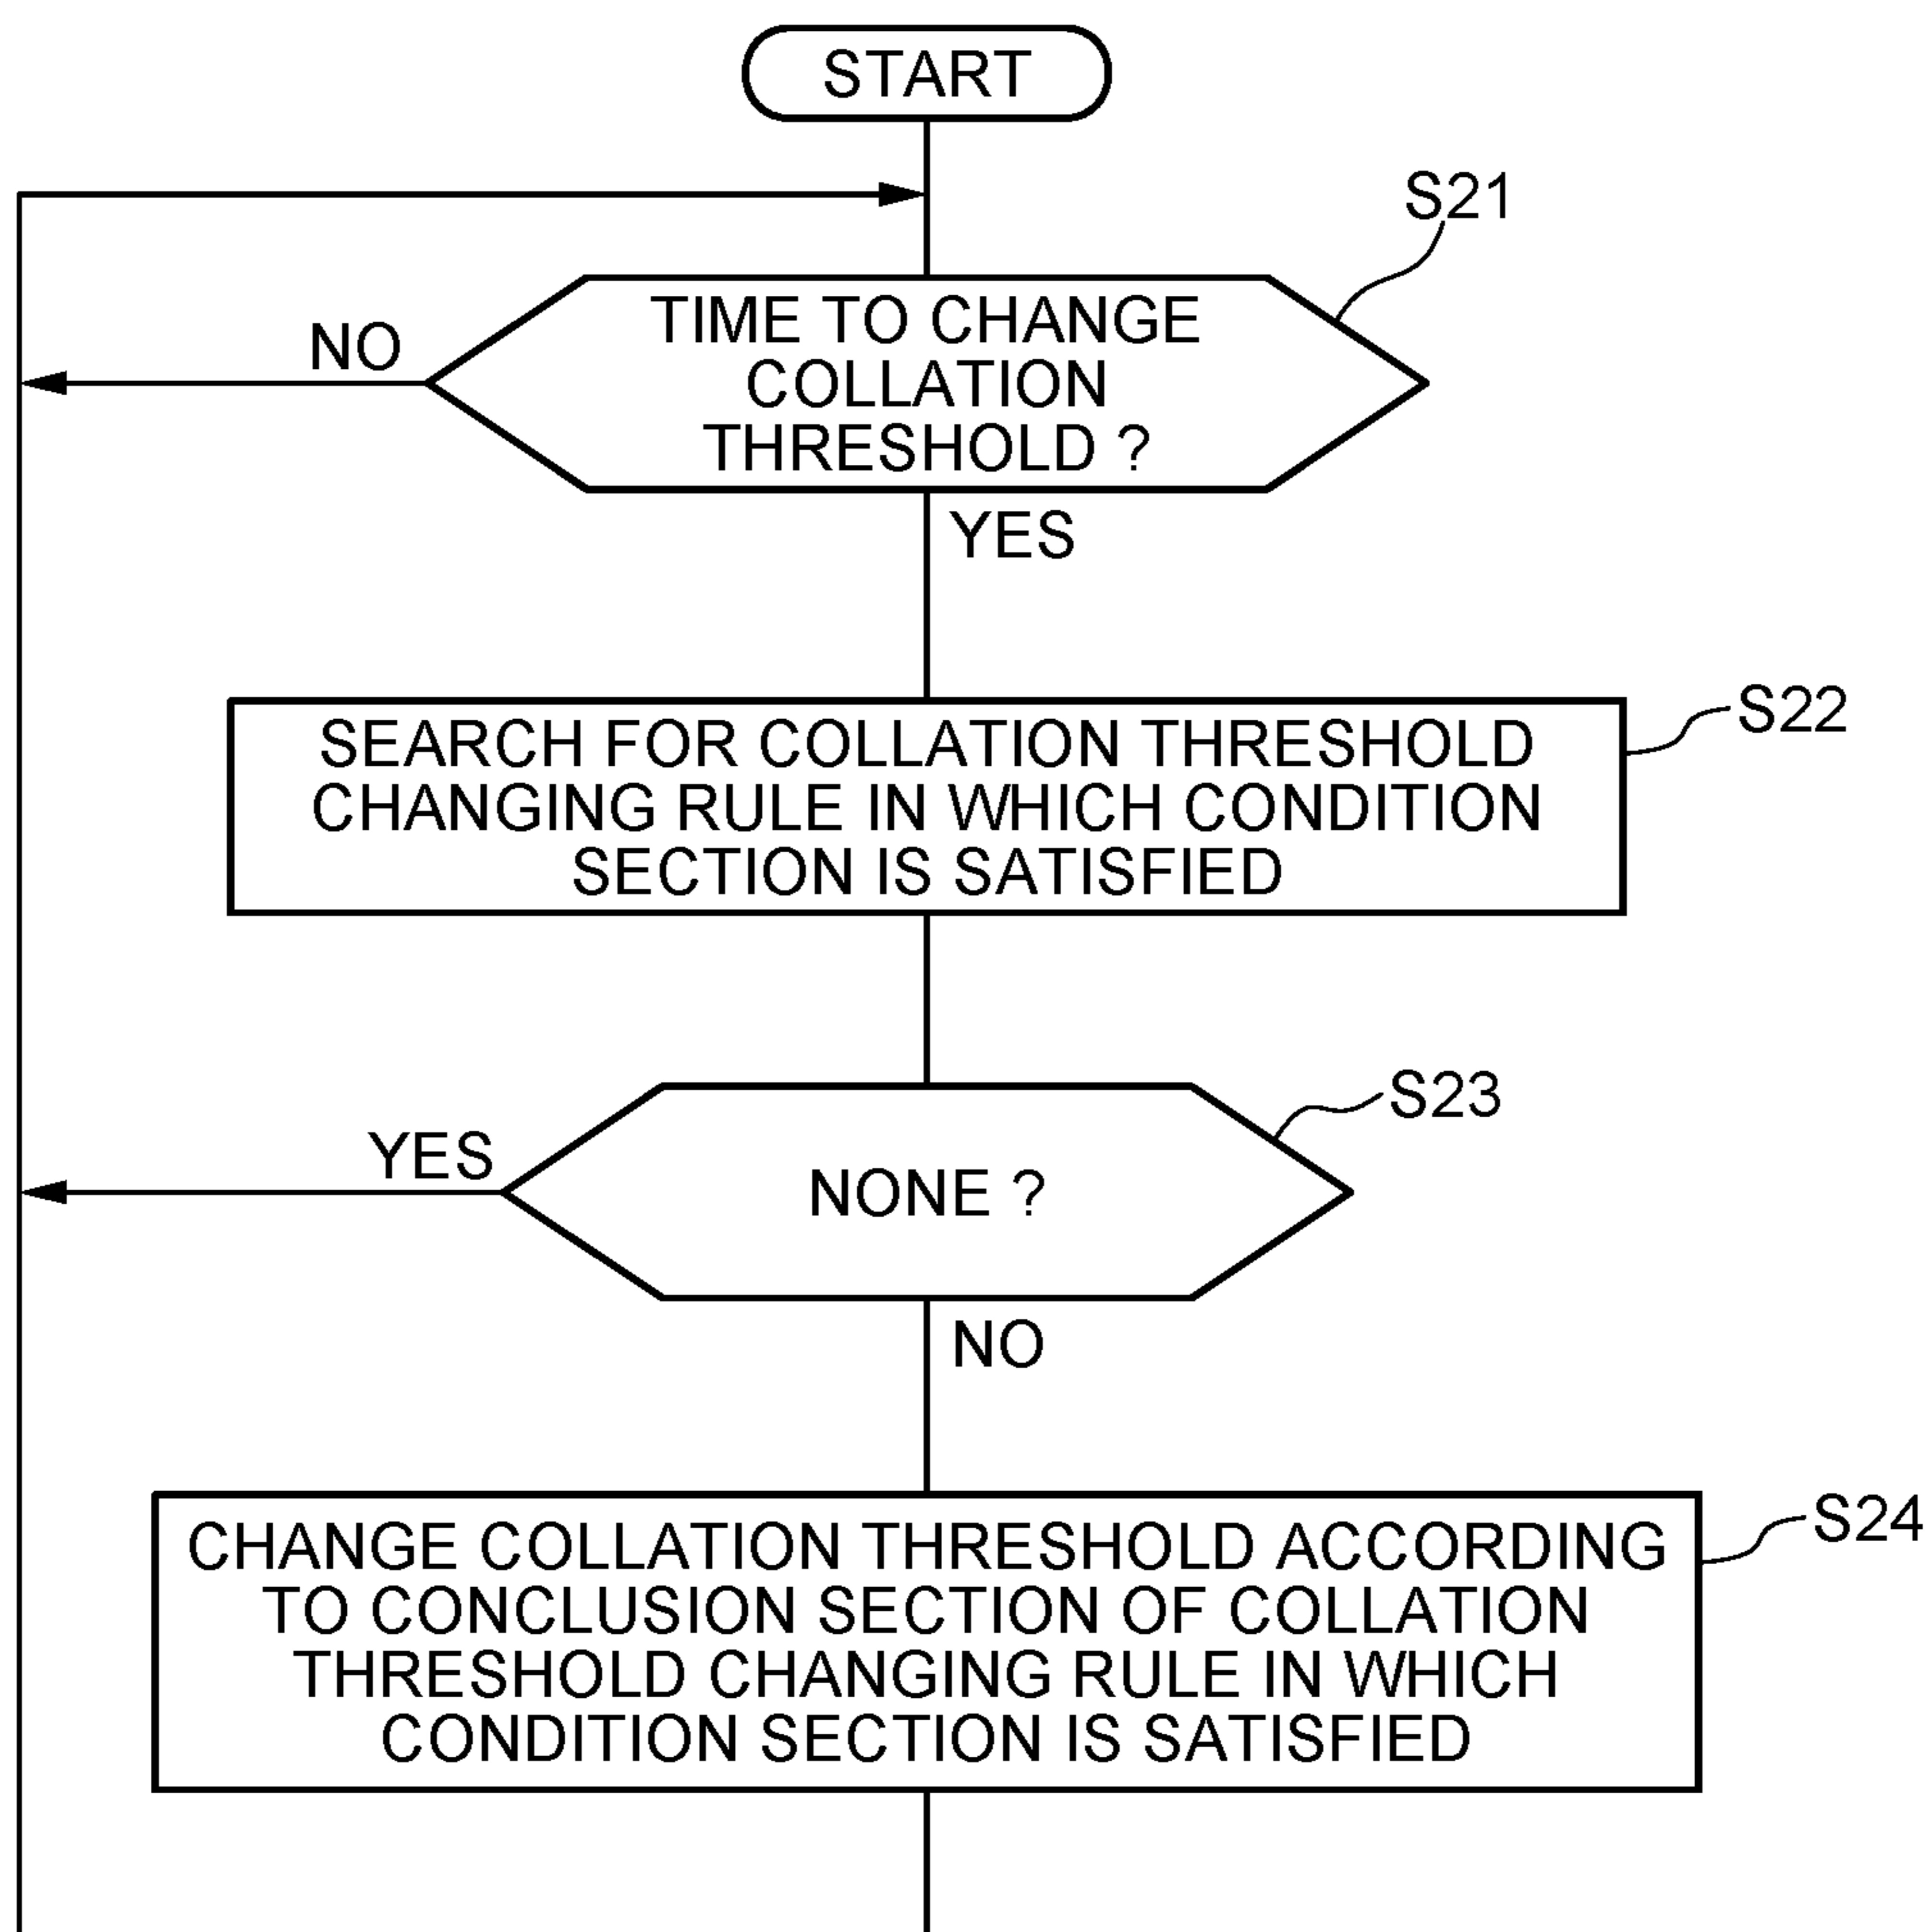 START
S21
TIME TO CHANGE
COLLATION
THRESHOLD ?
NO
YES
S22
SEARCH FOR COLLATION THRESHOLD
CHANGING RULE IN WHICH CONDITION
SECTION IS SATISFIED
S23
YES
NONE ?
NO
S24
CHANGE COLLATION THRESHOLD ACCORDING
TO CONCLUSION SECTION OF COLLATION
THRESHOLD CHANGING RULE IN WHICH
CONDITION SECTION IS SATISFIED